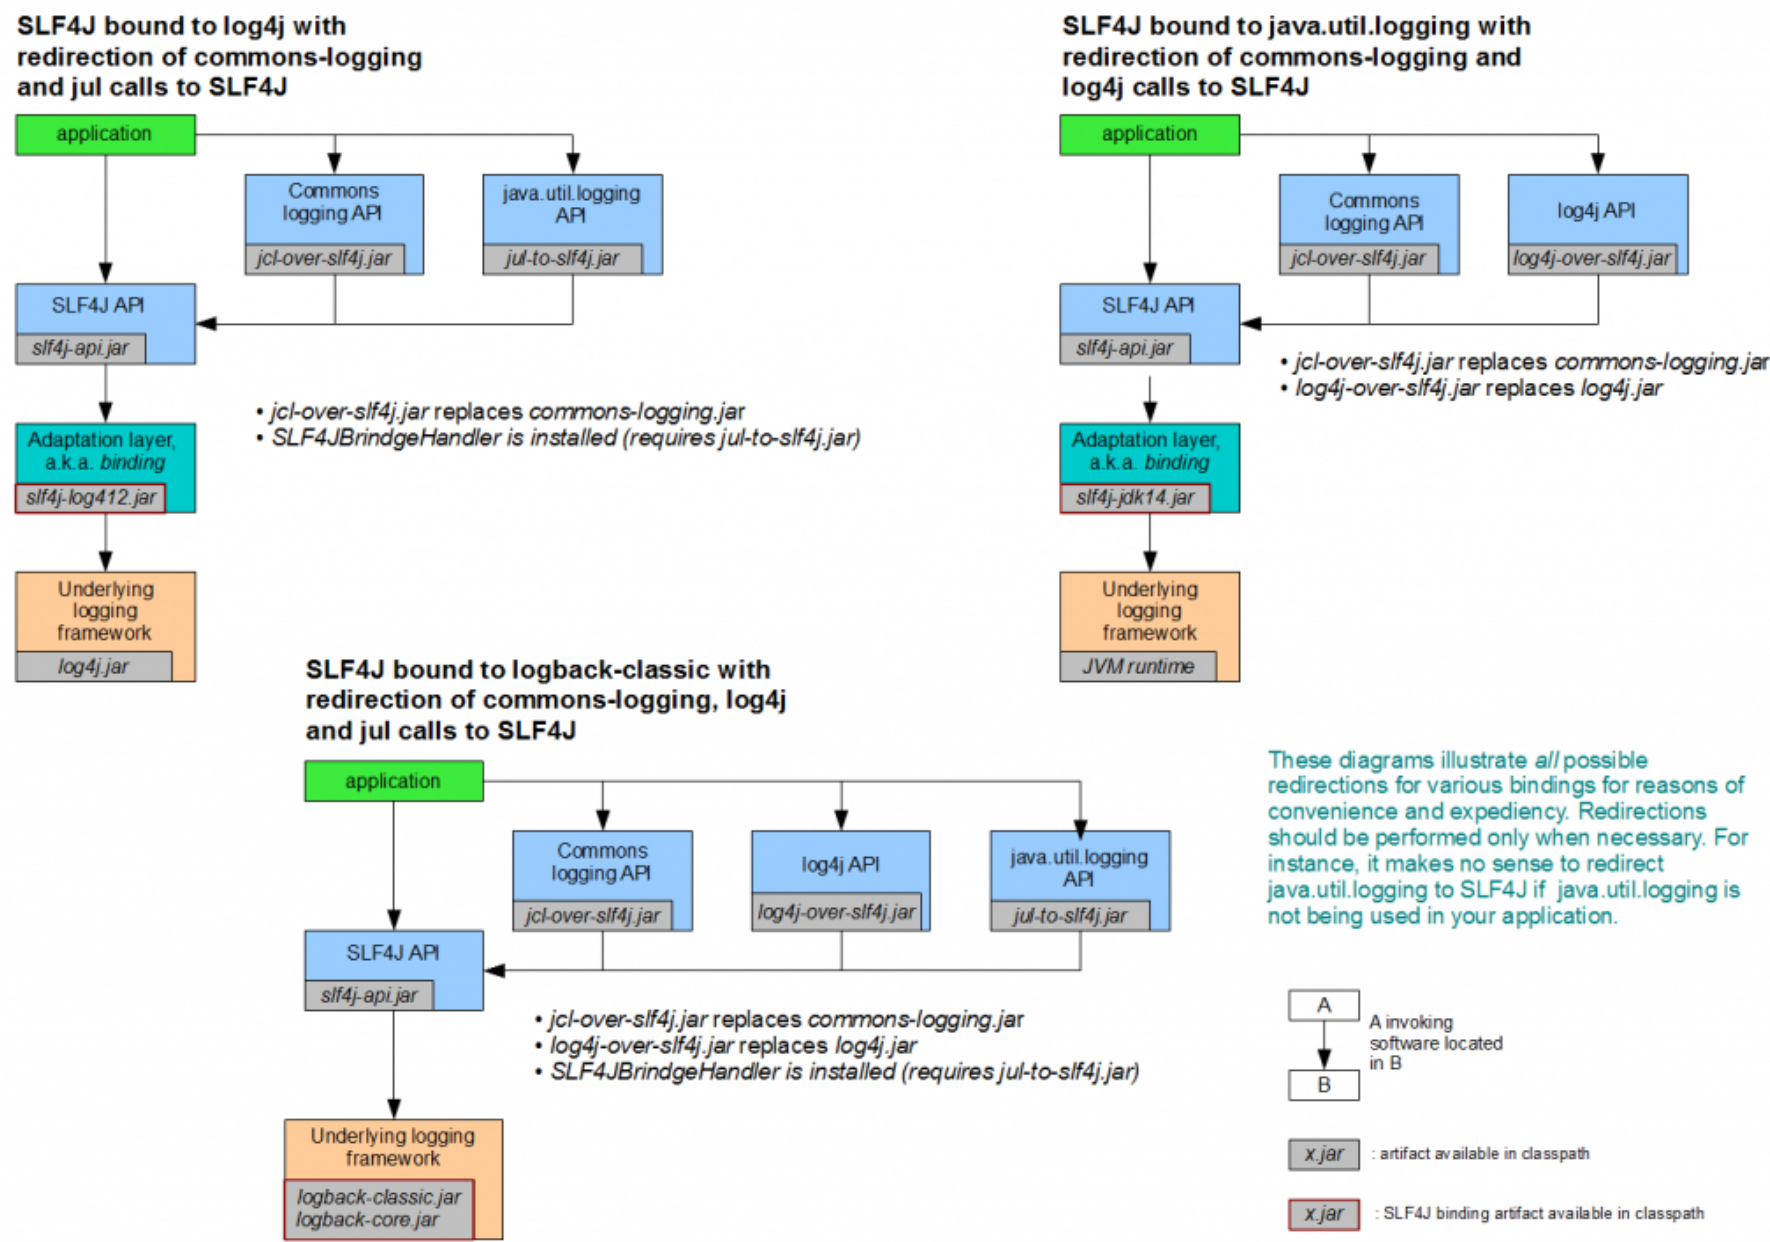 SLF4J bound to log4j with
redirection of commons-logging
and jul calls to SLF4J
application
Commons
logging API
jcl-over-slf4j.jar
java.util.logging
API
jul-to-slf4j.jar
SLF4J API
slf4j-api.jar
• jcl-over-slf4j.jar replaces commons-logging.jar
• SLF4JBrindgeHandler is installed (requires jul-to-slf4j.jar)
Adaptation layer,
a.k.a. binding
slf4j-log412.jar
Underlying
logging
framework
log4j.jar
SLF4J bound to java.util.logging with
redirection of commons-logging and
log4j calls to SLF4J
application
Commons
logging API
jcl-over-slf4j.jar
log4j API
log4j-over-slf4j.jar
SLF4J API
slf4j-api.jar
• jcl-over-slf4j.jar replaces commons-logging.jar
• log4j-over-slf4j.jar replaces log4j.jar
Adaptation layer,
a.k.a. binding
slf4j-jdk14.jar
Underlying
logging
framework
JVM runtime
SLF4J bound to logback-classic with
redirection of commons-logging, log4j
and jul calls to SLF4J
application
Commons
logging API
jcl-over-slf4j.jar
log4j API
log4j-over-slf4j.jar
java.util.logging
API
jul-to-slf4j.jar
SLF4J API
slf4j-api.jar
• jcl-over-slf4j.jar replaces commons-logging.jar
• log4j-over-slf4j.jar replaces log4j.jar
• SLF4JBrindgeHandler is installed (requires jul-to-slf4j.jar)
Underlying logging
framework
logback-classic.jar
logback-core.jar
These diagrams illustrate all possible
redirections for various bindings for reasons of
convenience and expediency. Redirections
should be performed only when necessary. For
instance, it makes no sense to redirect
java.util.logging to SLF4J if java.util.logging is
not being used in your application.
A
A invoking
software located
in B
B
x.jar : artifact available in classpath
x.jar : SLF4J binding artifact available in classpath